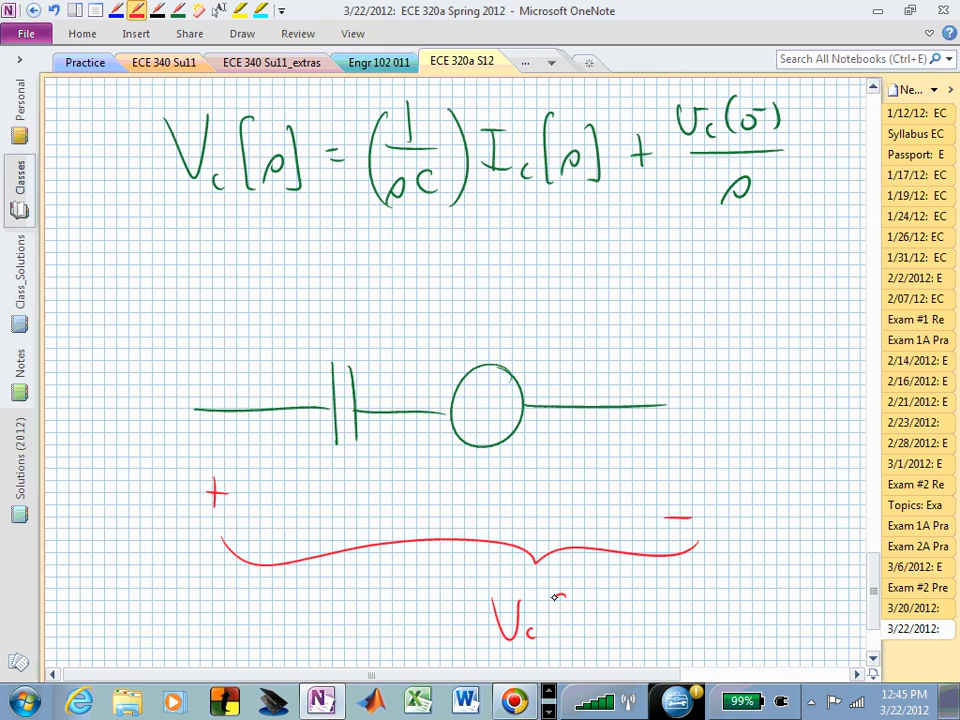 3/22/2012: ECE 320a Spring 2012 - Microsoft OneNote
File Home Insert Share Draw Review View
Practice ECE 340 Su11 ECE 340 Su11_extras Engr 102 011 ECE 320a S12 ... Search All Notebooks (Ctrl+E)
Personal
Classes
Class_Solutions
Notes
Solutions (2012)
V_c[s] = (1/sC) I_c[s] + v_c(0⁻)/s
+
−
V_c
Ne...
1/12/12: EC
Syllabus EC
Passport: E
1/17/12: EC
1/19/12: EC
1/24/12: EC
1/26/12: EC
1/31/12: EC
2/2/2012: E
2/07/12: EC
Exam #1 Re
Exam 1A Pra
2/14/2012: E
2/16/2012: E
2/21/2012: E
2/23/2012:
2/28/2012: E
3/1/2012: E
Exam #2 Re
Topics: Exa
Exam 1A Pra
Exam 2A Pra
3/6/2012: E
Exam #2 Pre
3/20/2012:
3/22/2012:
99%
12:45 PM
3/22/2012